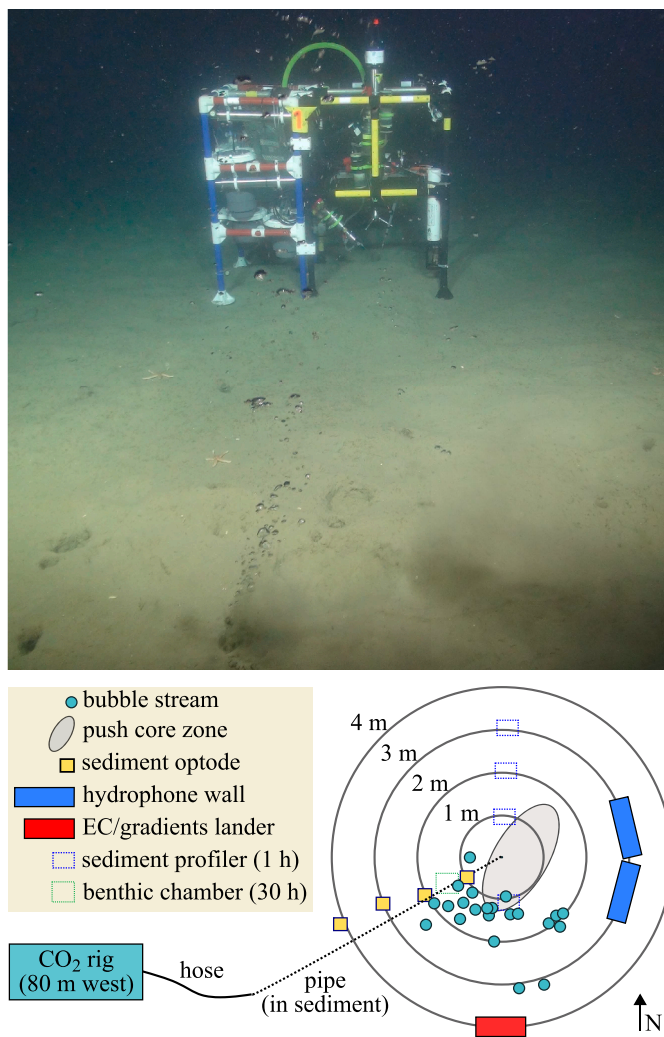 1
bubble stream
push core zone
sediment optode
hydrophone wall
EC/gradients lander
sediment profiler (1 h)
benthic chamber (30 h)
4 m
3 m
2 m
1 m
CO₂ rig
(80 m west)
hose
pipe
(in sediment)
N